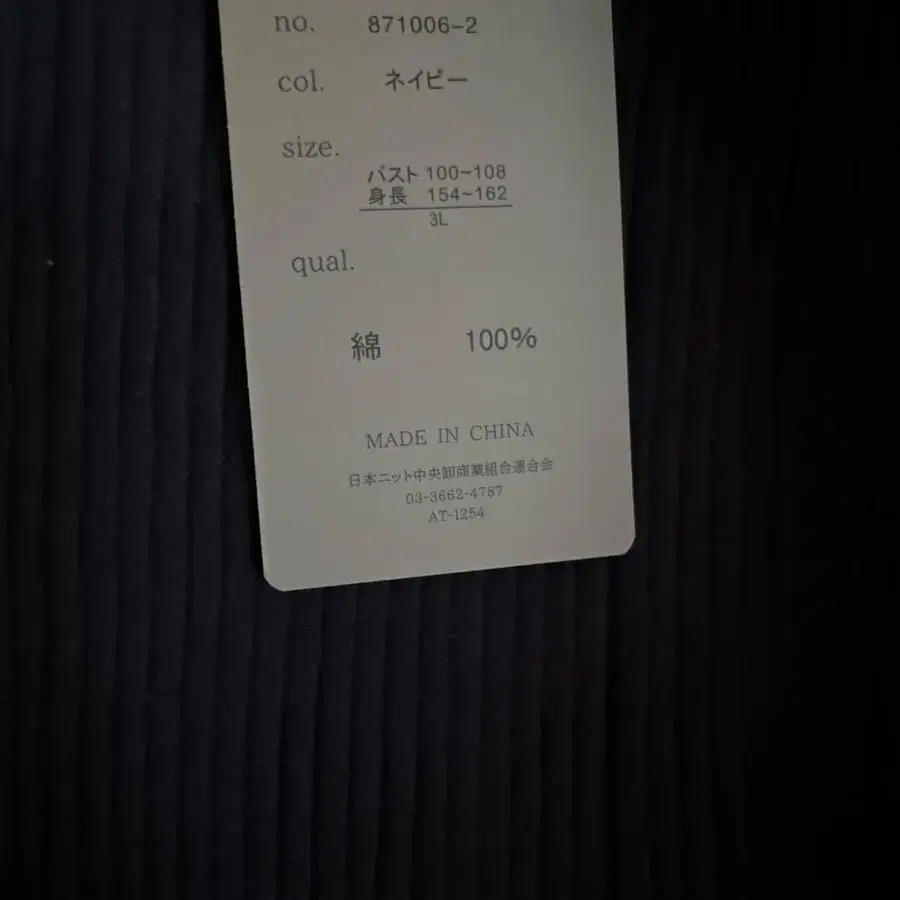 no. 871006-2
col. ネイビー
size.
バスト 100~108
身長 154~162
3L
qual.
綿 100%
MADE IN CHINA
日本ニット中央卸商業組合連合会
03-3662-4787
AT-1254